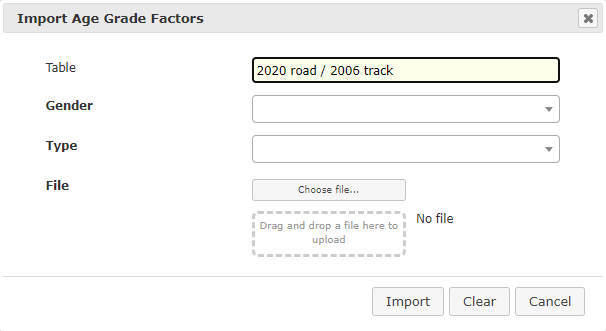 Import Age Grade Factors
Table
2020 road / 2006 track
Gender
Type
File
Choose file...
Drag and drop a file here to
upload
No file
Import
Clear
Cancel